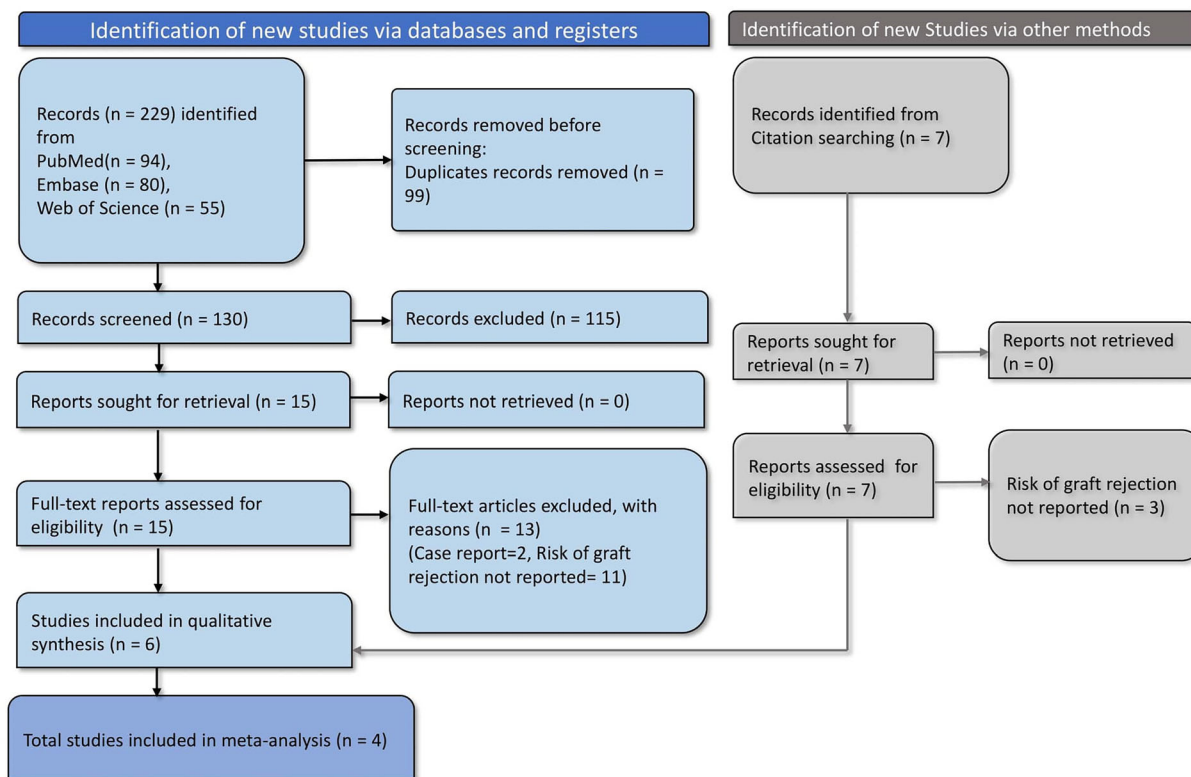 Identification of new studies via databases and registers
Identification of new Studies via other methods
Records (n = 229) identified
from
PubMed(n = 94),
Embase (n = 80),
Web of Science (n = 55)
Records removed before
screening:
Duplicates records removed (n =
99)
Records identified from
Citation searching (n = 7)
Records screened (n = 130)
Records excluded (n = 115)
Reports sought for
retrieval (n = 7)
Reports not retrieved
(n = 0)
Reports sought for retrieval (n = 15)
Reports not retrieved (n = 0)
Reports assessed for
eligibility (n = 7)
Risk of graft rejection
not reported (n = 3)
Full-text reports assessed for
eligibility (n = 15)
Full-text articles excluded, with
reasons (n = 13)
(Case report=2, Risk of graft
rejection not reported= 11)
Studies included in qualitative
synthesis (n = 6)
Total studies included in meta-analysis (n = 4)